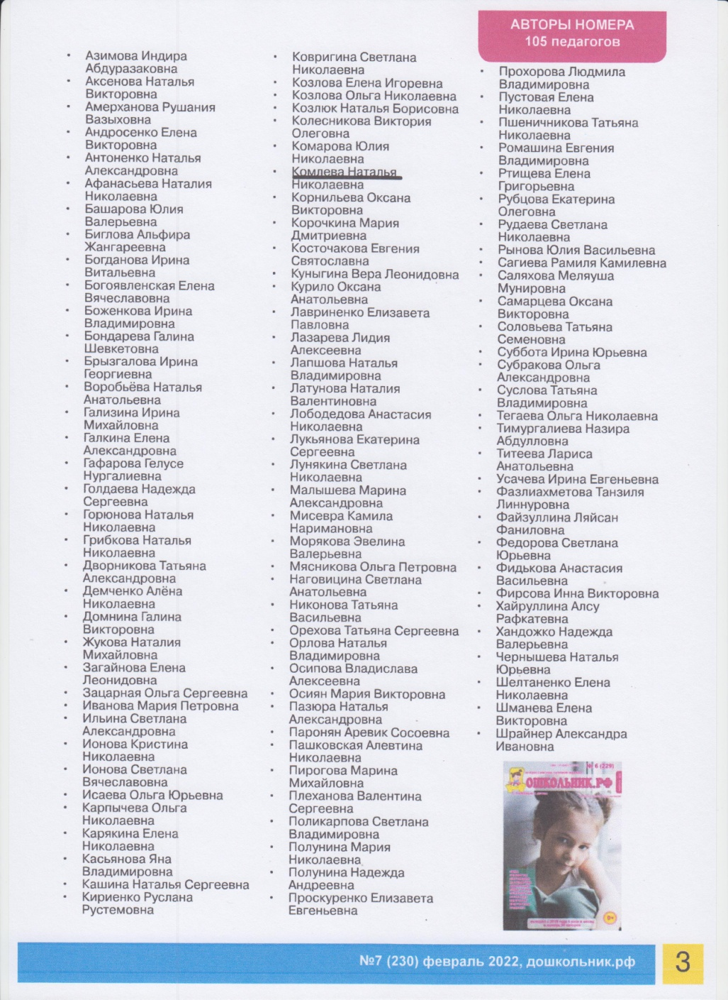 АВТОРЫ НОМЕРА
105 педагогов
• Азимова Индира
Абдуразаковна
• Аксенова Наталья
Викторовна
• Амерханова Рушания
Вазыховна
• Андросенко Елена
Викторовна
• Антоненко Наталья
Александровна
• Афанасьева Наталия
Николаевна
• Башарова Юлия
Валерьевна
• Биглова Альфира
Жангареевна
• Богданова Ирина
Витальевна
• Богоявленская Елена
Вячеславовна
• Боженкова Ирина
Владимировна
• Бондарева Галина
Шевкетовна
• Брызгалова Ирина
Георгиевна
• Воробьёва Наталья
Анатольевна
• Гализина Ирина
Михайловна
• Галкина Елена
Александровна
• Гафарова Гелусе
Нургалиевна
• Голдаева Надежда
Сергеевна
• Горюнова Наталья
Николаевна
• Грибкова Наталья
Николаевна
• Дворникова Татьяна
Александровна
• Демченко Алёна
Николаевна
• Домнина Галина
Викторовна
• Жукова Наталия
Михайловна
• Загайнова Елена
Леонидовна
• Зацарная Ольга Сергеевна
• Иванова Мария Петровна
• Ильина Светлана
Александровна
• Ионова Кристина
Николаевна
• Ионова Светлана
Вячеславовна
• Исаева Ольга Юрьевна
• Карпычева Ольга
Николаевна
• Карякина Елена
Николаевна
• Касьянова Яна
Владимировна
• Кашина Наталья Сергеевна
• Кириенко Руслана
Рустемовна
• Ковригина Светлана
Николаевна
• Козлова Елена Игоревна
• Козлова Ольга Николаевна
• Козлюк Наталья Борисовна
• Колесникова Виктория
Олеговна
• Комарова Юлия
Николаевна
• Комлева Наталья
Николаевна
• Корнильева Оксана
Викторовна
• Корочкина Мария
Дмитриевна
• Косточакова Евгения
Святославна
• Куныгина Вера Леонидовна
• Курило Оксана
Анатольевна
• Лавриненко Елизавета
Павловна
• Лазарева Лидия
Алексеевна
• Лапшова Наталья
Владимировна
• Латунова Наталия
Валентиновна
• Лободедова Анастасия
Николаевна
• Лукьянова Екатерина
Сергеевна
• Лунякина Светлана
Николаевна
• Малышева Марина
Александровна
• Мисевра Камила
Наримановна
• Морякова Эвелина
Валерьевна
• Мясникова Ольга Петровна
• Наговицина Светлана
Анатольевна
• Никонова Татьяна
Васильевна
• Орехова Татьяна Сергеевна
• Орлова Наталья
Владимировна
• Осипова Владислава
Алексеевна
• Осиян Мария Викторовна
• Пазюра Наталья
Александровна
• Паронян Аревик Сосоевна
• Пашковская Алевтина
Николаевна
• Пирогова Марина
Михайловна
• Плеханова Валентина
Сергеевна
• Поликарпова Светлана
Владимировна
• Полунина Мария
Николаевна
• Полунина Надежда
Андреевна
• Проскуренко Елизавета
Евгеньевна
• Прохорова Людмила
Владимировна
• Пустовая Елена
Николаевна
• Пшеничникова Татьяна
Николаевна
• Ромашина Евгения
Владимировна
• Ртищева Елена
Григорьевна
• Рубцова Екатерина
Олеговна
• Рудаева Светлана
Николаевна
• Рынова Юлия Васильевна
• Сагиева Рамиля Камилевна
• Саляхова Меляуша
Мунировна
• Самарцева Оксана
Викторовна
• Соловьева Татьяна
Семеновна
• Суббота Ирина Юрьевна
• Субракова Ольга
Александровна
• Суслова Татьяна
Владимировна
• Тегаева Ольга Николаевна
• Тимургалиева Назира
Абдулловна
• Титеева Лариса
Анатольевна
• Усачева Ирина Евгеньевна
• Фазлиахметова Танзиля
Линнуровна
• Файзуллина Ляйсан
Фаниловна
• Федорова Светлана
Юрьевна
• Фидькова Анастасия
Васильевна
• Фирсова Инна Викторовна
• Хайруллина Алсу
Рафкатевна
• Хандожко Надежда
Валерьевна
• Чернышева Наталья
Юрьевна
• Шелтаненко Елена
Николаевна
• Шманева Елена
Викторовна
• Шрайнер Александра
Ивановна
№ 6 (229)
ОШКОЛЬНИК.РФ
№7 (230) февраль 2022, дошкольник.рф
3